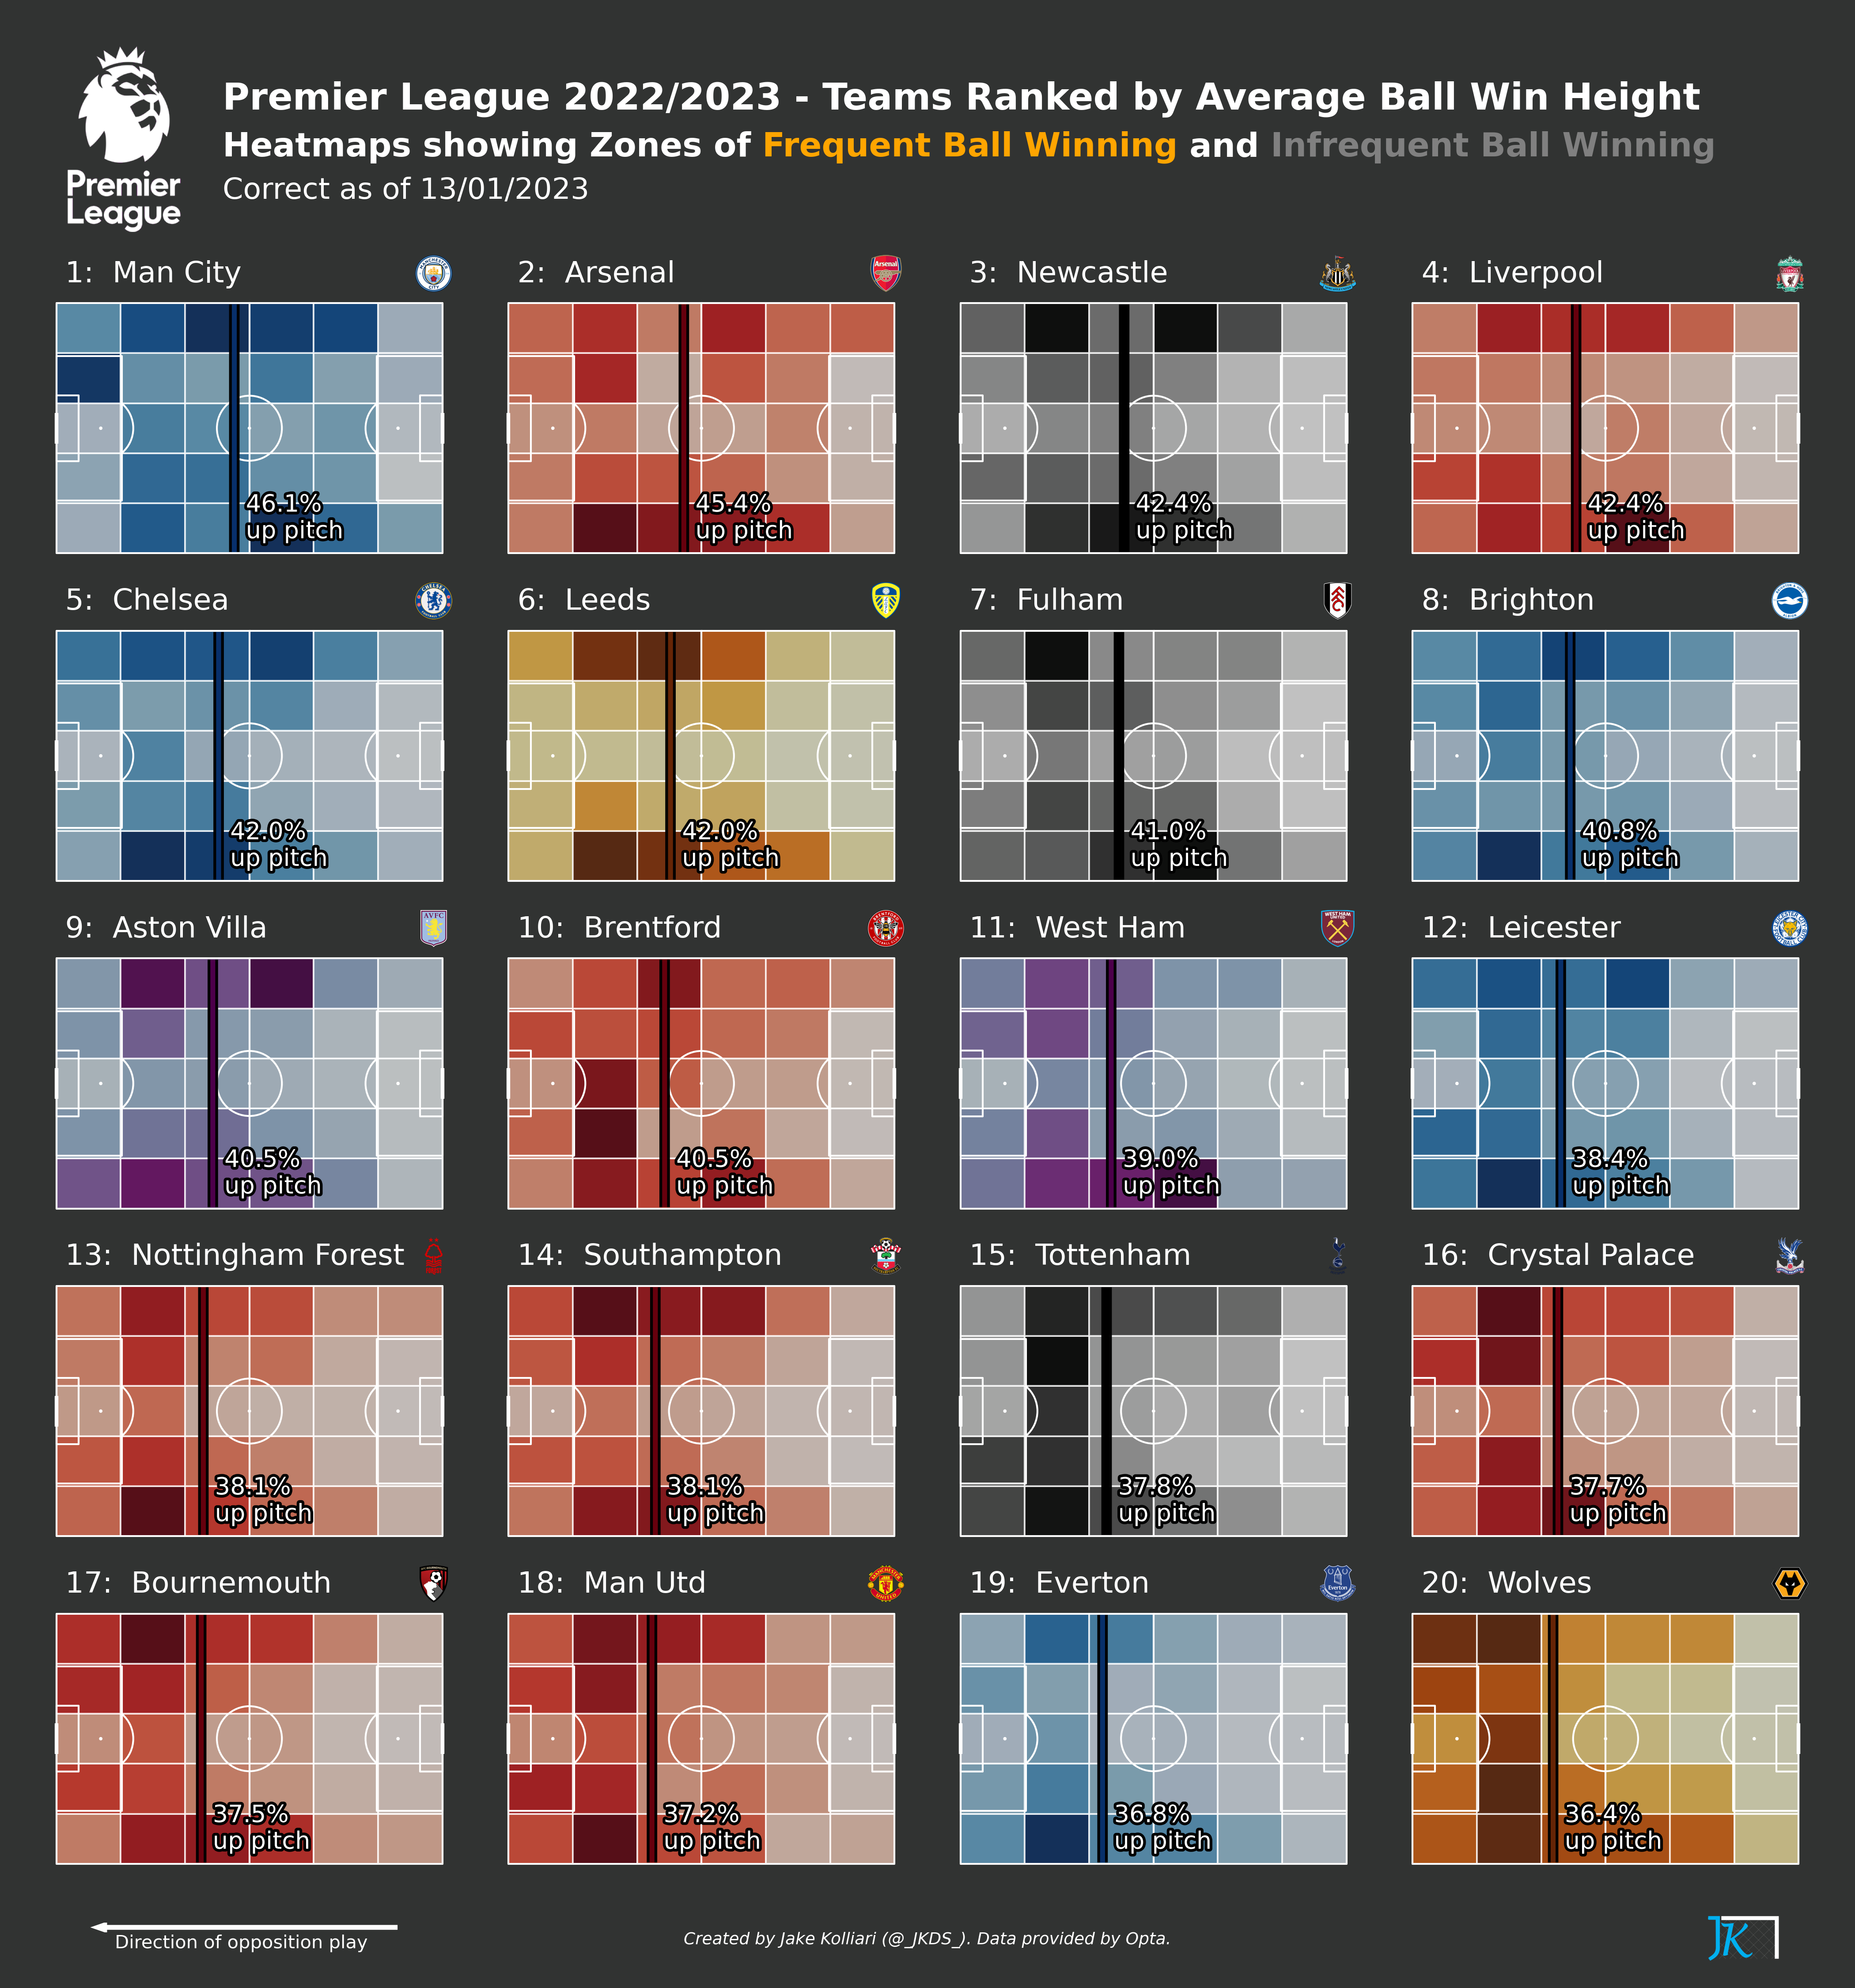 Premier League 2022/2023 - Teams Ranked by Average Ball Win Height
Heatmaps showing Zones of Frequent Ball Winning and Infrequent Ball Winning
Correct as of 13/01/2023
Premier
League
1: Man City
2: Arsenal
3: Newcastle
4: Liverpool
46.1%
up pitch
45.4%
up pitch
42.4%
up pitch
42.4%
up pitch
5: Chelsea
6: Leeds
7: Fulham
8: Brighton
42.0%
up pitch
42.0%
up pitch
41.0%
up pitch
40.8%
up pitch
9: Aston Villa
10: Brentford
11: West Ham
12: Leicester
40.5%
up pitch
40.5%
up pitch
39.0%
up pitch
38.4%
up pitch
13: Nottingham Forest
14: Southampton
15: Tottenham
16: Crystal Palace
38.1%
up pitch
38.1%
up pitch
37.8%
up pitch
37.7%
up pitch
17: Bournemouth
18: Man Utd
19: Everton
20: Wolves
37.5%
up pitch
37.2%
up pitch
36.8%
up pitch
36.4%
up pitch
Direction of opposition play
Created by Jake Kolliari (@_JKDS_). Data provided by Opta.
JK